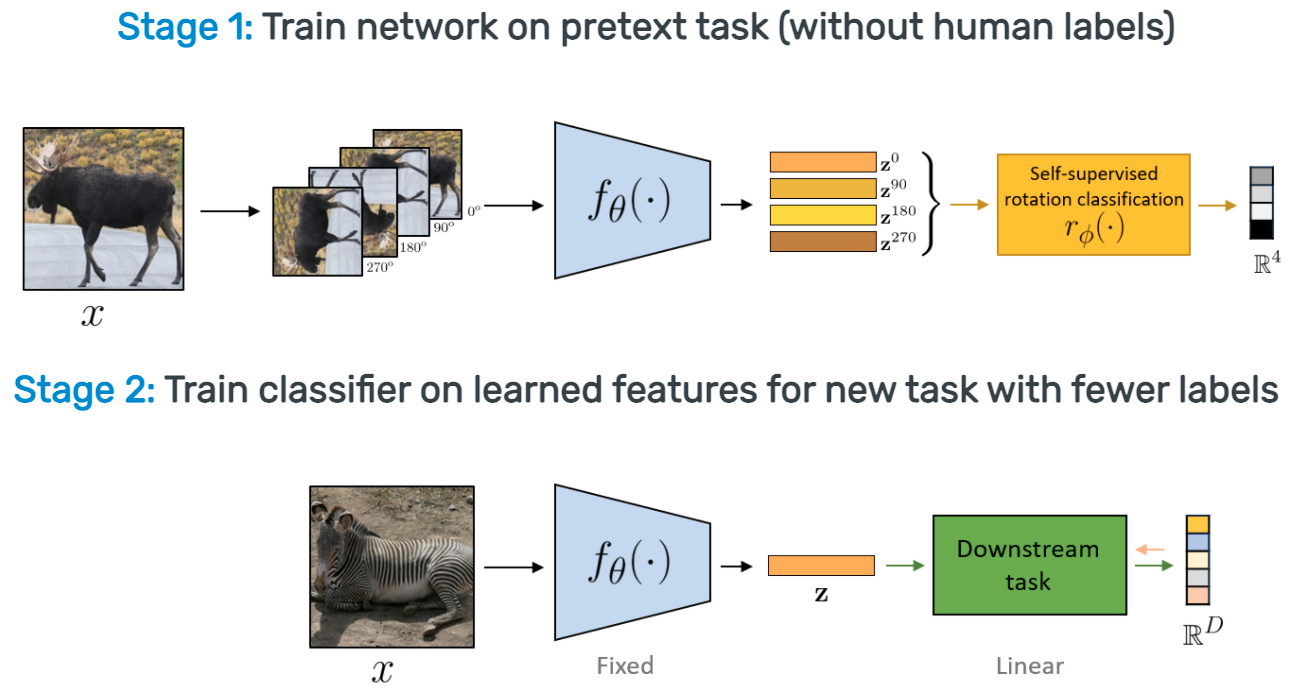 Stage 1: Train network on pretext task (without human labels)
x
0°
90°
180°
270°
fθ(·)
z⁰
z⁹⁰
z¹⁸⁰
z²⁷⁰
Self-supervised
rotation classification
rϕ(·)
ℝ⁴
Stage 2: Train classifier on learned features for new task with fewer labels
x
fθ(·)
Fixed
z
Downstream
task
Linear
ℝᴰ